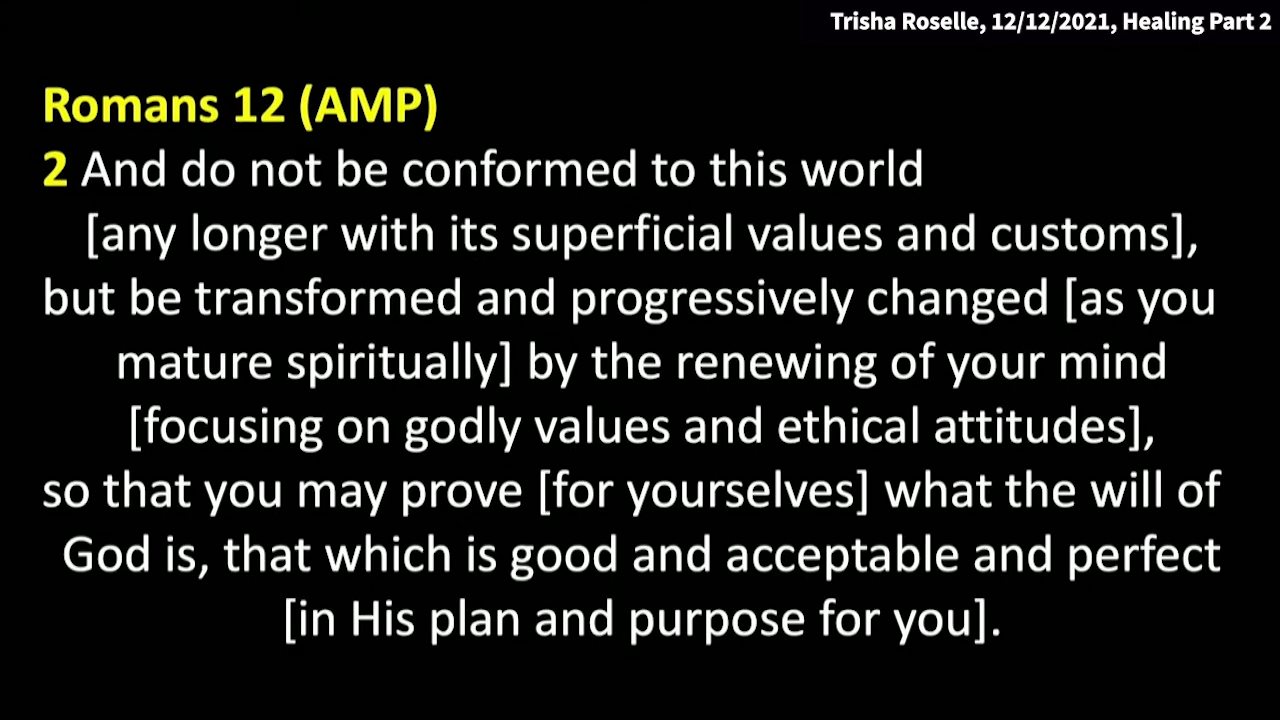 Trisha Roselle, 12/12/2021, Healing Part 2
Romans 12 (AMP)
2 And do not be conformed to this world
[any longer with its superficial values and customs],
but be transformed and progressively changed [as you
mature spiritually] by the renewing of your mind
[focusing on godly values and ethical attitudes],
so that you may prove [for yourselves] what the will of
God is, that which is good and acceptable and perfect
[in His plan and purpose for you].